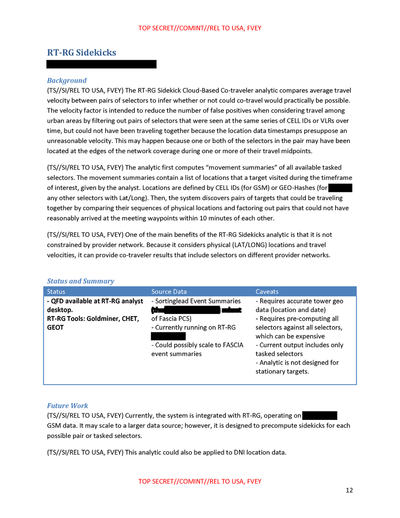 TOP SECRET//COMINT//REL TO USA, FVEY
RT-RG Sidekicks
Background
(TS//SI//REL TO USA, FVEY) The RT-RG Sidekick Cloud-Based Co-traveler analytic compares average travel
velocity between pairs of selectors to infer whether or not could co-travel would practically be possible.
The velocity factor is intended to reduce the number of false positives when considering travel among
urban areas by filtering out pairs of selectors that were seen at the same series of CELL IDs or VLRs over
time, but could not have been traveling together because the location data timestamps presuppose an
unreasonable velocity. This may happen because one or both of the selectors in the pair may have been
located at the edges of the network coverage during one or more of their travel midpoints.
(TS//SI//REL TO USA, FVEY) The analytic first computes "movement summaries" of all available tasked
selectors. The movement summaries contain a list of locations that a target visited during the timeframe
of interest, given by the analyst. Locations are defined by CELL IDs (for GSM) or GEO-Hashes (for
any other selectors with Lat/Long). Then, the system discovers pairs of targets that could be traveling
together by comparing their sequences of physical locations and factoring out pairs that could not have
reasonably arrived at the meeting waypoints within 10 minutes of each other.
(TS//SI//REL TO USA, FVEY) One of the main benefits of the RT-RG Sidekicks analytic is that it is not
constrained by provider network. Because it considers physical (LAT/LONG) locations and travel
velocities, it can provide co-traveler results that include selectors on different provider networks.
Status and Summary
Status
Source Data
Caveats
- QFD available at RT-RG analyst
desktop.
RT-RG Tools: Goldminer, CHET,
GEOT
- Sortinglead Event Summaries
of Fascia PCS)
- Currently running on RT-RG
- Could possibly scale to FASCIA
event summaries
- Requires accurate tower geo
data (location and date)
- Requires pre-computing all
selectors against all selectors,
which can be expensive
- Current output includes only
tasked selectors
- Analytic is not designed for
stationary targets.
Future Work
(TS//SI//REL TO USA, FVEY) Currently, the system is integrated with RT-RG, operating on
GSM data. It may scale to a larger data source; however, it is designed to precompute sidekicks for each
possible pair or tasked selectors.
(TS//SI//REL TO USA, FVEY) This analytic could also be applied to DNI location data.
TOP SECRET//COMINT//REL TO USA, FVEY
12